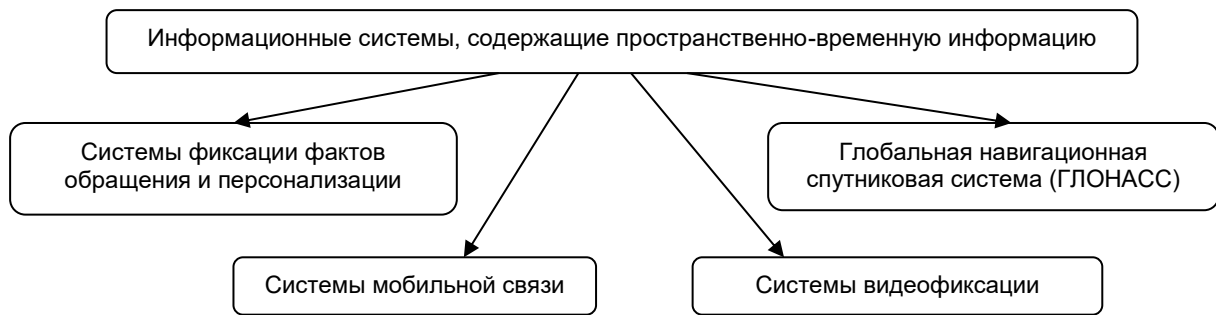 Информационные системы, содержащие пространственно-временную информацию
Системы фиксации фактов
обращения и персонализации
Глобальная навигационная
спутниковая система (ГЛОНАСС)
Системы мобильной связи
Системы видеофиксации